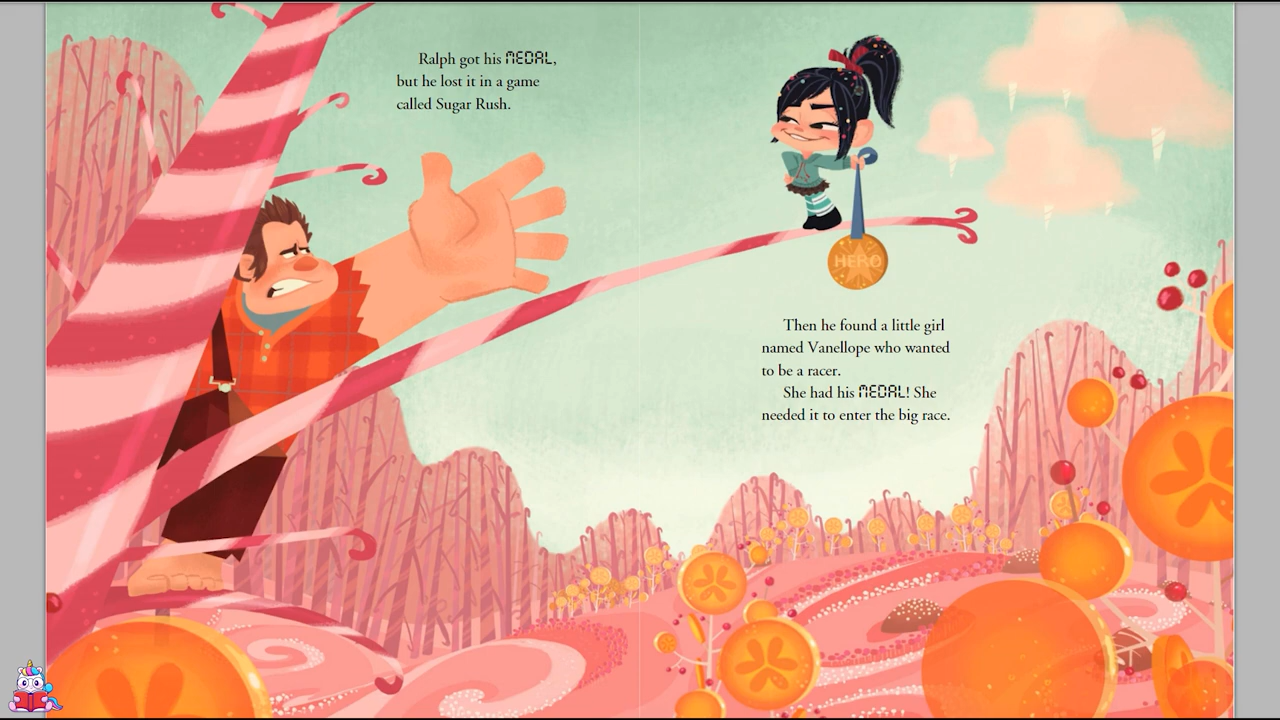 Ralph got his MEDAL,
but he lost it in a game
called Sugar Rush.
HERO
Then he found a little girl
named Vanellope who wanted
to be a racer.
She had his MEDAL! She
needed it to enter the big race.